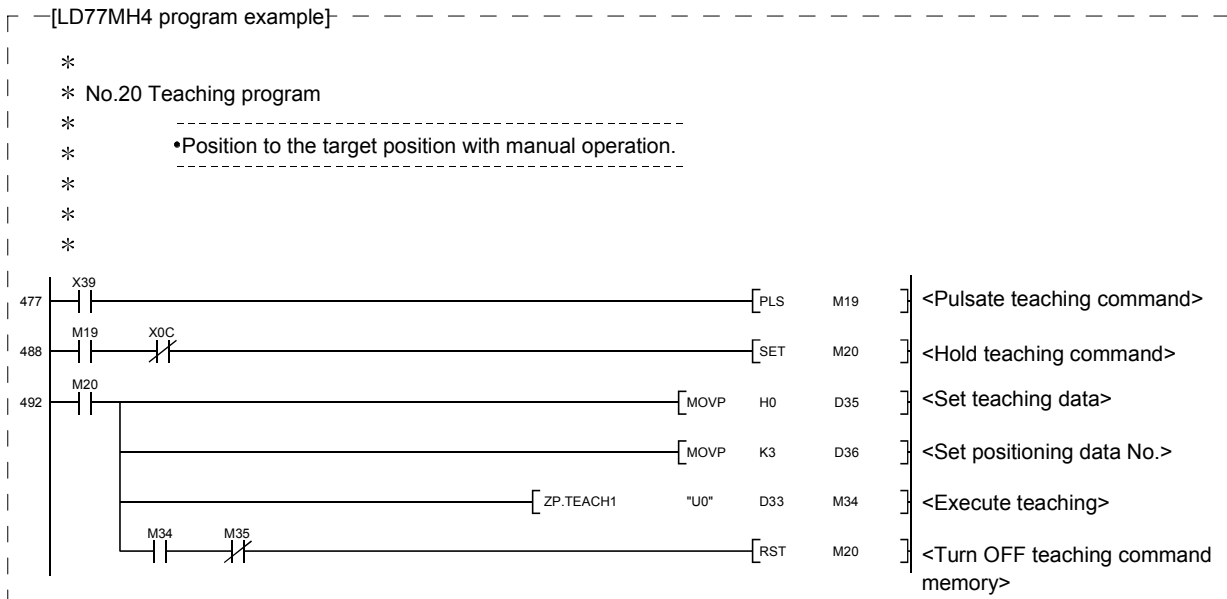 [LD77MH4 program example]
*
* No.20 Teaching program
*
* •Position to the target position with manual operation.
*
*
*
X39
477 [PLS M19 ] <Pulsate teaching command>
M19 X0C
488 [SET M20 ] <Hold teaching command>
M20
492 [MOVP H0 D35 ] <Set teaching data>
[MOVP K3 D36 ] <Set positioning data No.>
[ZP.TEACH1 "U0" D33 M34 ] <Execute teaching>
M34 M35
[RST M20 ] <Turn OFF teaching command
memory>